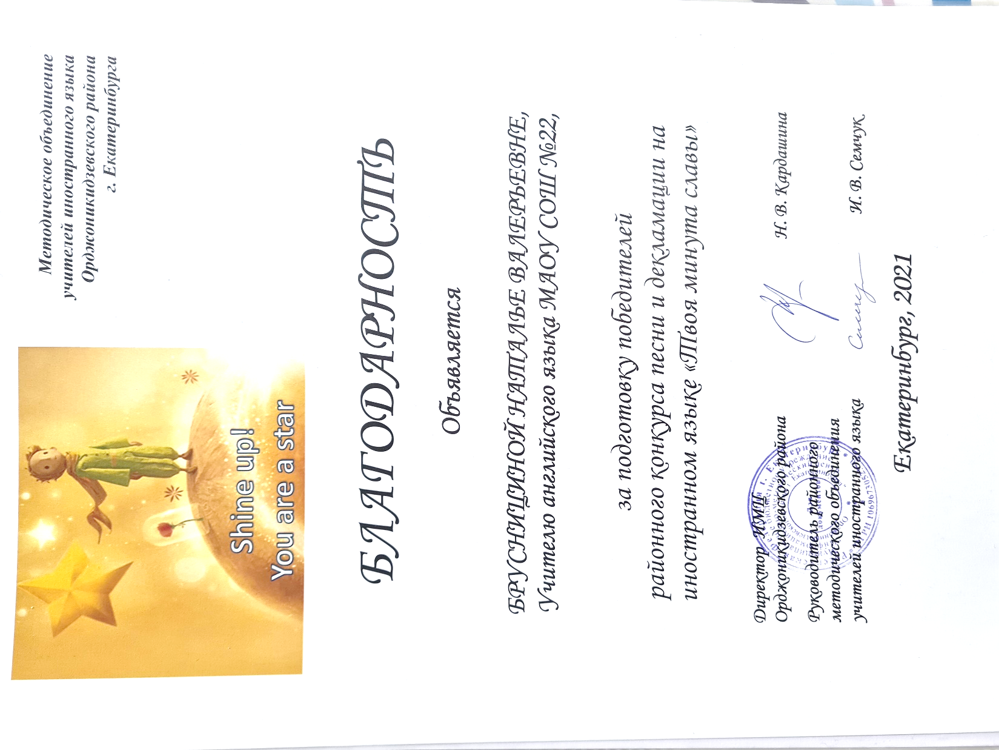 Методическое объединение
учителей иностранного языка
Орджоникидзевского района
г. Екатеринбурга
Shine up!
You are a star
БЛАГОДАРНОСТЬ
Объявляется
БРУСНИЦИНОЙ НАТАЛЬЕ ВАЛЕРЬЕВНЕ,
Учителю английского языка МАОУ СОШ №22,
за подготовку победителей
районного конкурса песни и декламации на
иностранном языке «Твоя минута славы»
Директор ИМЦ
Орджоникидзевского района
Н. В. Кардашина
Руководитель районного
методического объединения
учителей иностранного языка
И. В. Семчук
Екатеринбург, 2021